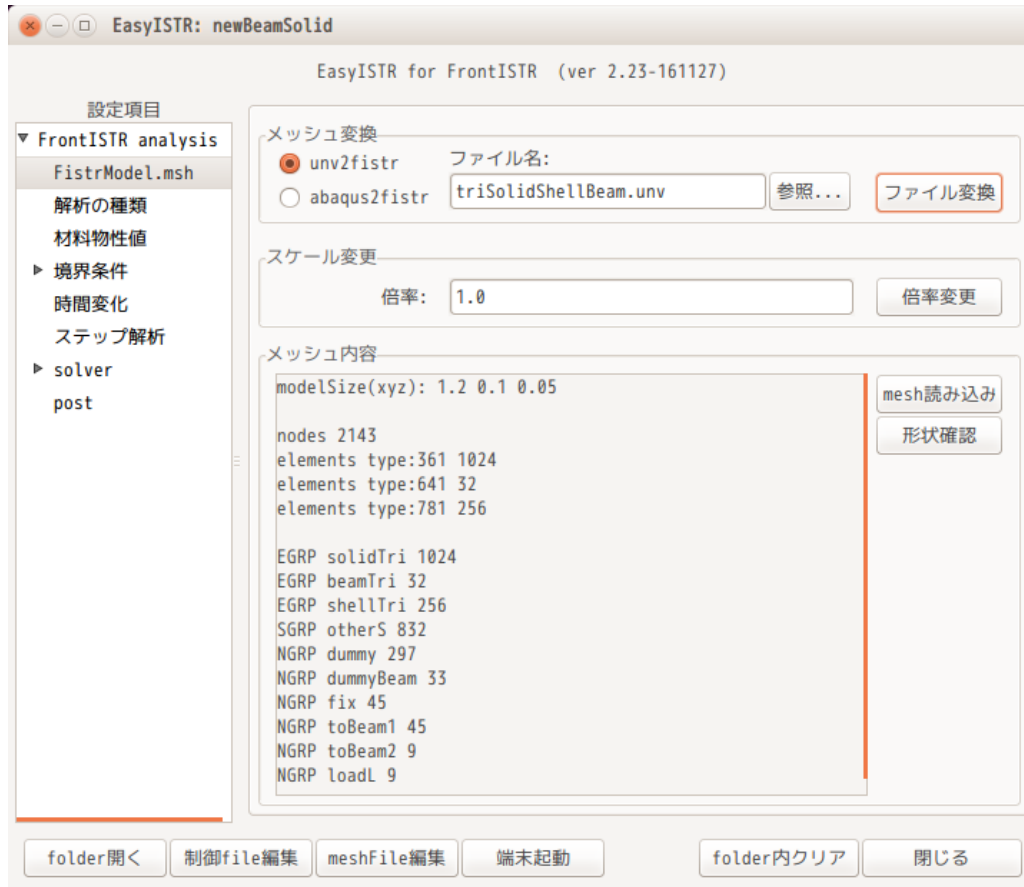 EasyISTR: newBeamSolid
EasyISTR for FrontISTR (ver 2.23-161127)
設定項目
FrontISTR analysis
FistrModel.msh
解析の種類
材料物性値
境界条件
時間変化
ステップ解析
solver
post
メッシュ変換
unv2fistr
abaqus2fistr
ファイル名:
triSolidShellBeam.unv
参照...
ファイル変換
スケール変更
倍率:
1.0
倍率変更
メッシュ内容
modelSize(xyz): 1.2 0.1 0.05
nodes 2143
elements type:361 1024
elements type:641 32
elements type:781 256
EGRP solidTri 1024
EGRP beamTri 32
EGRP shellTri 256
SGRP otherS 832
NGRP dummy 297
NGRP dummyBeam 33
NGRP fix 45
NGRP toBeam1 45
NGRP toBeam2 9
NGRP loadL 9
mesh読み込み
形状確認
folder開く
制御file編集
meshFile編集
端末起動
folder内クリア
閉じる